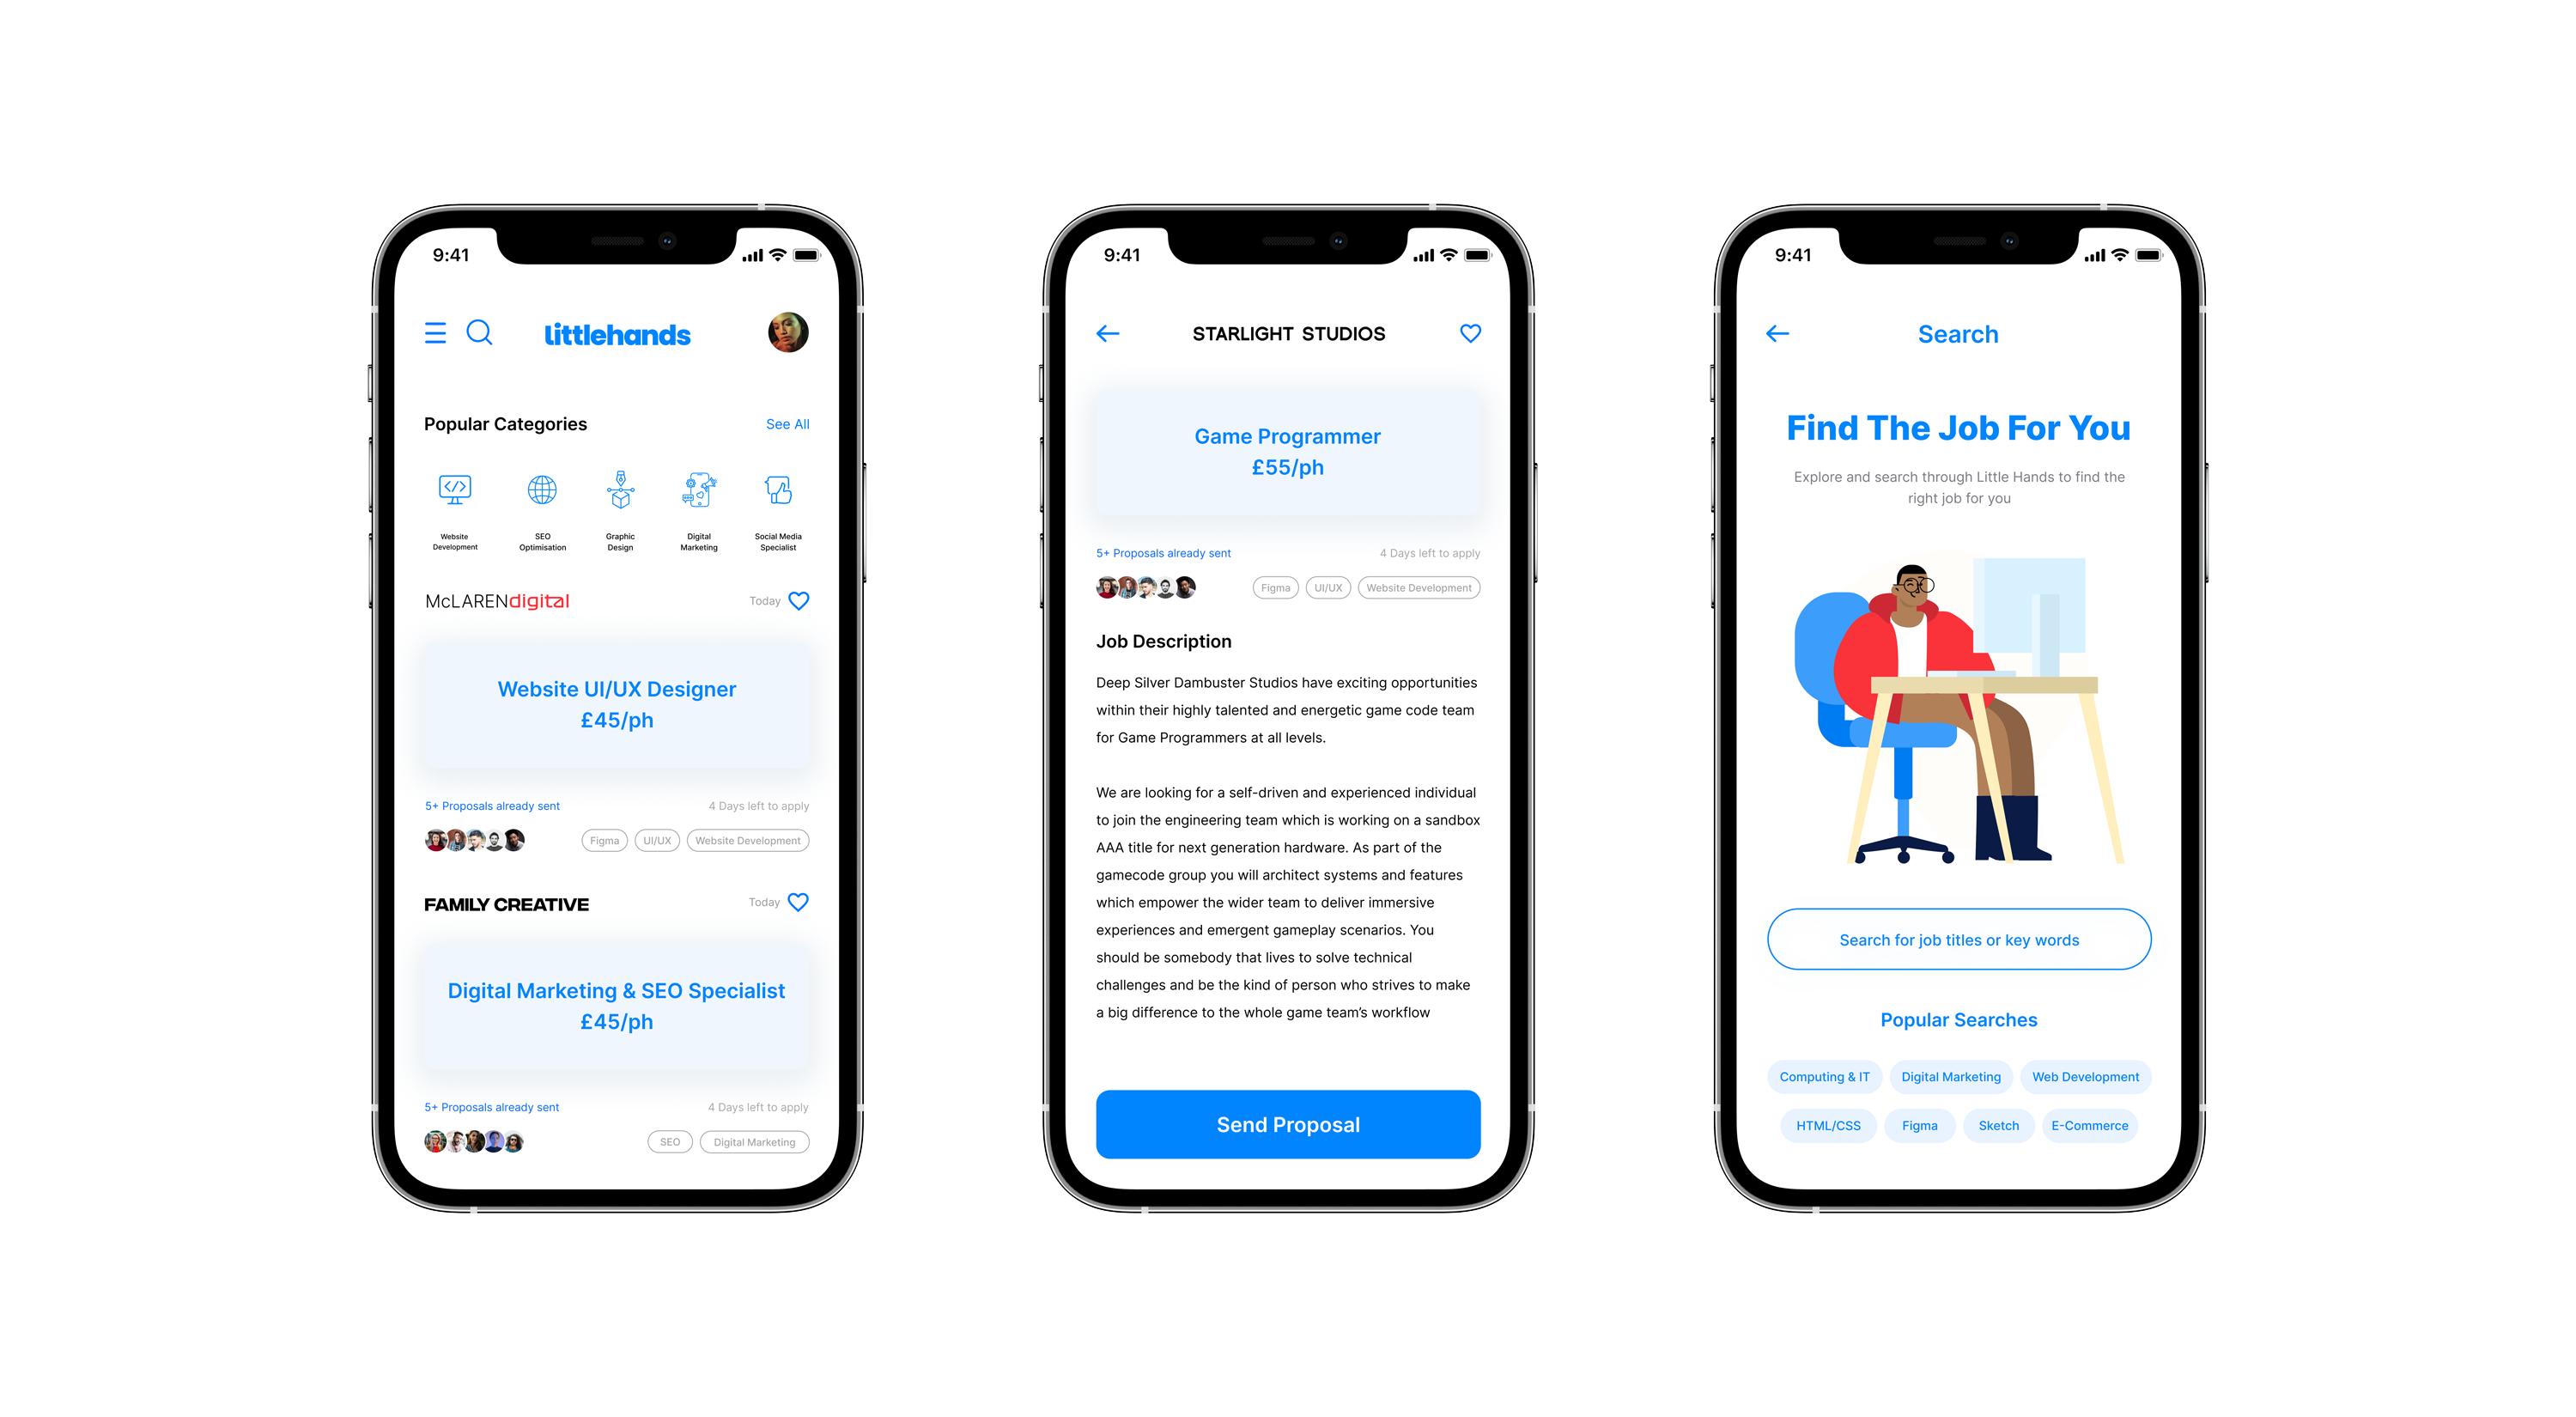 9:41
littlehands
Popular Categories
See All
Website
Development
SEO
Optimisation
Graphic
Design
Digital
Marketing
Social Media
Specialist
McLARENdigital
Today
Website UI/UX Designer
£45/ph
5+ Proposals already sent
4 Days left to apply
Figma
UI/UX
Website Development
FAMILY CREATIVE
Today
Digital Marketing & SEO Specialist
£45/ph
5+ Proposals already sent
4 Days left to apply
SEO
Digital Marketing
9:41
STARLIGHT STUDIOS
Game Programmer
£55/ph
5+ Proposals already sent
4 Days left to apply
Figma
UI/UX
Website Development
Job Description
Deep Silver Dambuster Studios have exciting opportunities
within their highly talented and energetic game code team
for Game Programmers at all levels.
We are looking for a self-driven and experienced individual
to join the engineering team which is working on a sandbox
AAA title for next generation hardware. As part of the
gamecode group you will architect systems and features
which empower the wider team to deliver immersive
experiences and emergent gameplay scenarios. You
should be somebody that lives to solve technical
challenges and be the kind of person who strives to make
a big difference to the whole game team’s workflow
Send Proposal
9:41
Search
Find The Job For You
Explore and search through Little Hands to find the
right job for you
Search for job titles or key words
Popular Searches
Computing & IT
Digital Marketing
Web Development
HTML/CSS
Figma
Sketch
E-Commerce